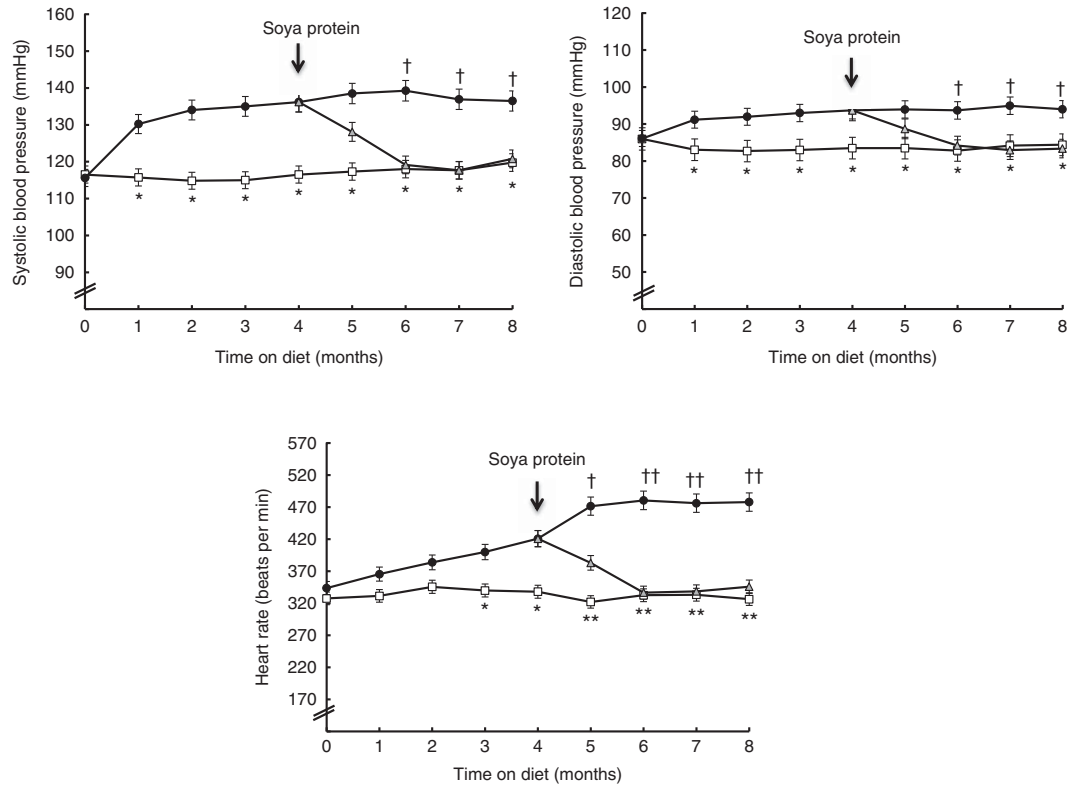 Systolic blood pressure (mmHg)
160
150
140
130
120
110
100
90
Soya protein
† † †
* * * * * * * *
0 1 2 3 4 5 6 7 8
Time on diet (months)
Diastolic blood pressure (mmHg)
120
110
100
90
80
70
60
50
Soya protein
† † †
* * * * * * * *
0 1 2 3 4 5 6 7 8
Time on diet (months)
Heart rate (beats per min)
570
520
470
420
370
320
270
220
170
Soya protein
† †† †† ††
* * ** ** ** **
0 1 2 3 4 5 6 7 8
Time on diet (months)